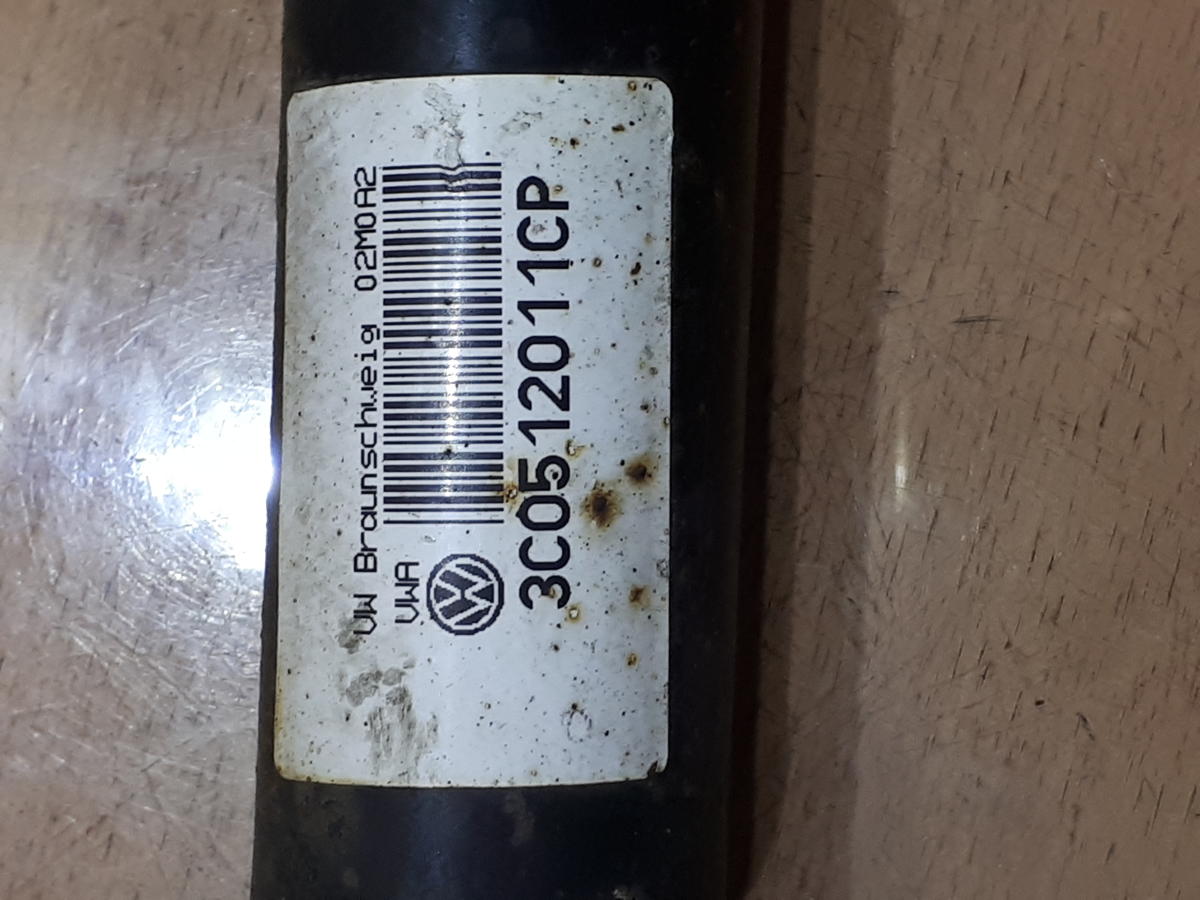 VW Braunschweig 02M0A2
VWA
3C0512011CP